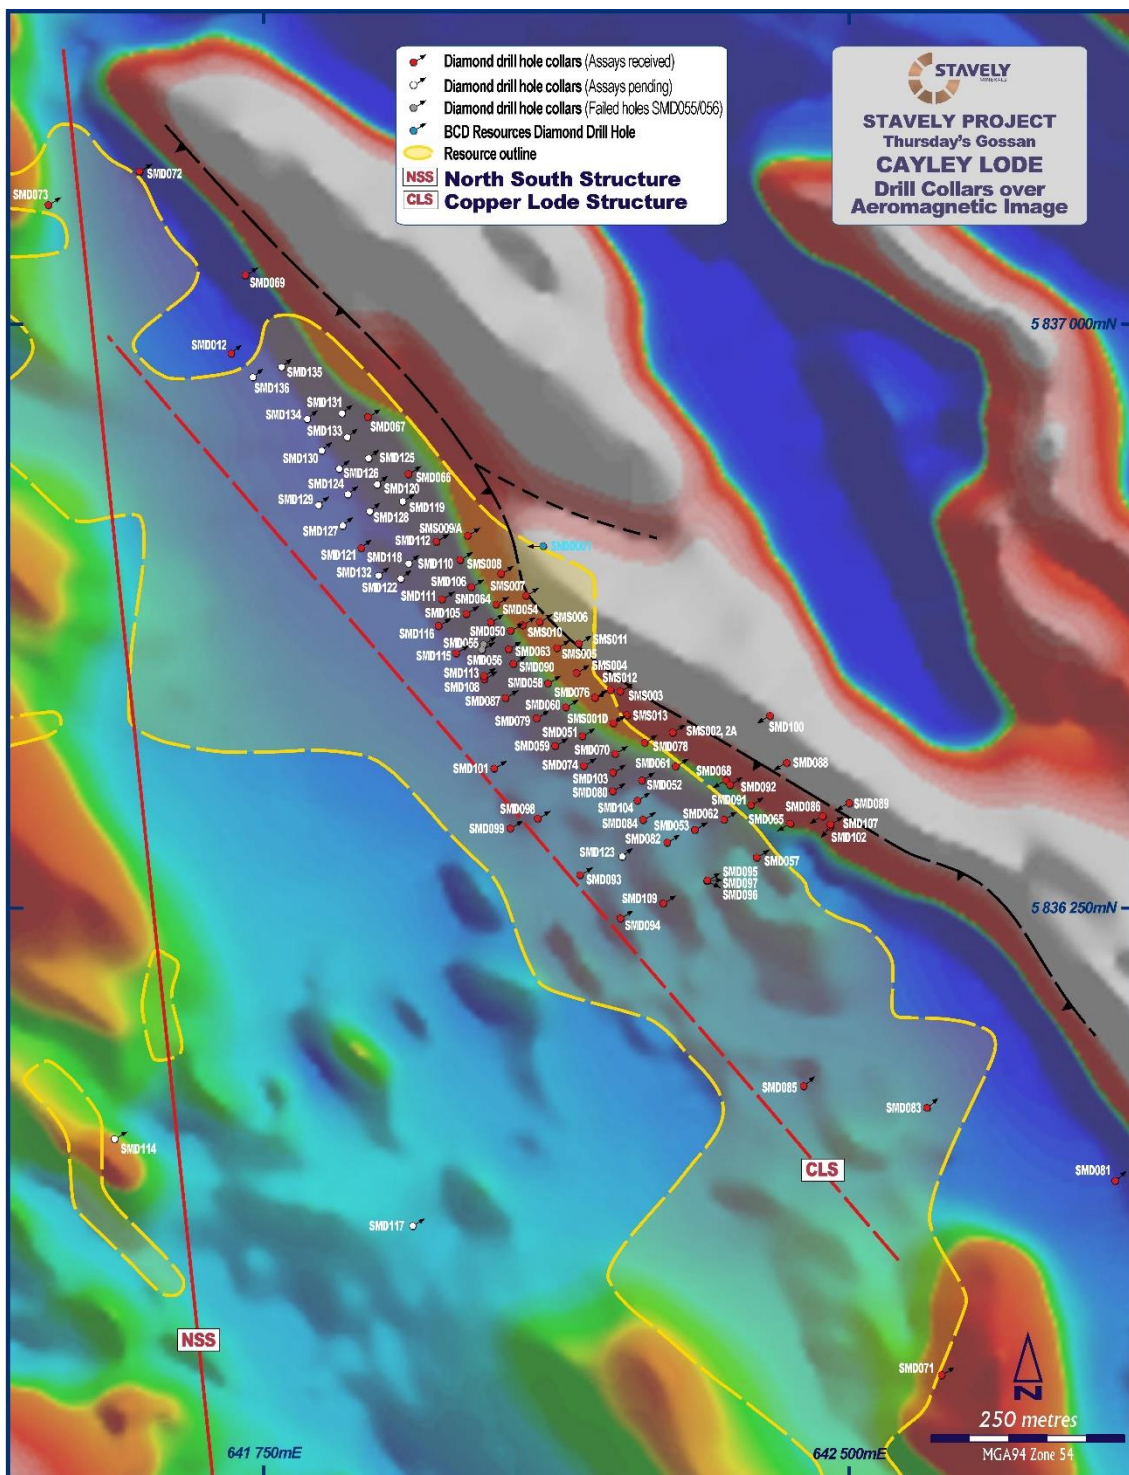 Diamond drill hole collars (Assays received)
Diamond drill hole collars (Assays pending)
Diamond drill hole collars (Failed holes SMD055/056)
BCD Resources Diamond Drill Hole
Resource outline
NSS North South Structure
CLS Copper Lode Structure
STAVELY
MINERALS
STAVELY PROJECT
Thursday's Gossan
CAYLEY LODE
Drill Collars over
Aeromagnetic Image
SMD072
SMD073
SMD069
5 837 000mN
SMD012
SMD135
SMD136
SMD131
SMD134
SMD067
SMD133
SMD130
SMD125
SMD126
SMD066
SMD120
SMD124
SMD119
SMD129
SMD128
SMD127
SMS009/A
SMD112
SMD121
SMD118
SMD110
SMS008
SMD132
SMD122
SMD106
SMS007
SMD111
SMD064
SMD054
SMD105
SMS006
SMD116
SMD050
SMS010
SMS011
SMD055
SMD063
SMS005
SMD115
SMD056
SMD090
SMS004
SMD113
SMD058
SMD076
SMS012
SMD108
SMS003
SMD087
SMD060
SMD079
SMS001D
SMS013
SMD100
SMD051
SMS002, 2A
SMD059
SMD070
SMD078
SMD101
SMD074
SMD061
SMD088
SMD103
SMD068
SMD080
SMD052
SMD092
SMD104
SMD091
SMD086
SMD089
SMD098
SMD062
SMD065
SMD107
SMD099
SMD084
SMD053
SMD102
SMD082
SMD123
SMD057
SMD093
SMD095
SMD097
SMD096
SMD109
5 836 250mN
SMD094
SMD085
SMD083
SMD114
CLS
SMD081
SMD117
NSS
SMD071
N
250 metres
641 750mE
642 500mE
MGA94 Zone 54